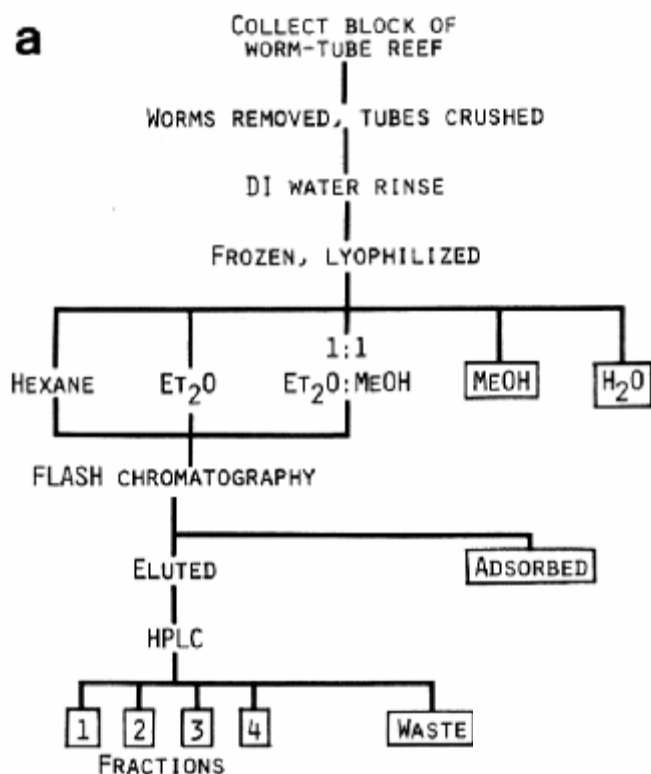 a
COLLECT BLOCK OF
WORM-TUBE REEF
WORMS REMOVED, TUBES CRUSHED
DI WATER RINSE
FROZEN, LYOPHILIZED
1:1
HEXANE ET2O ET2O:MEOH MEOH H2O
FLASH CHROMATOGRAPHY
ELUTED ADSORBED
HPLC
1 2 3 4 WASTE
FRACTIONS